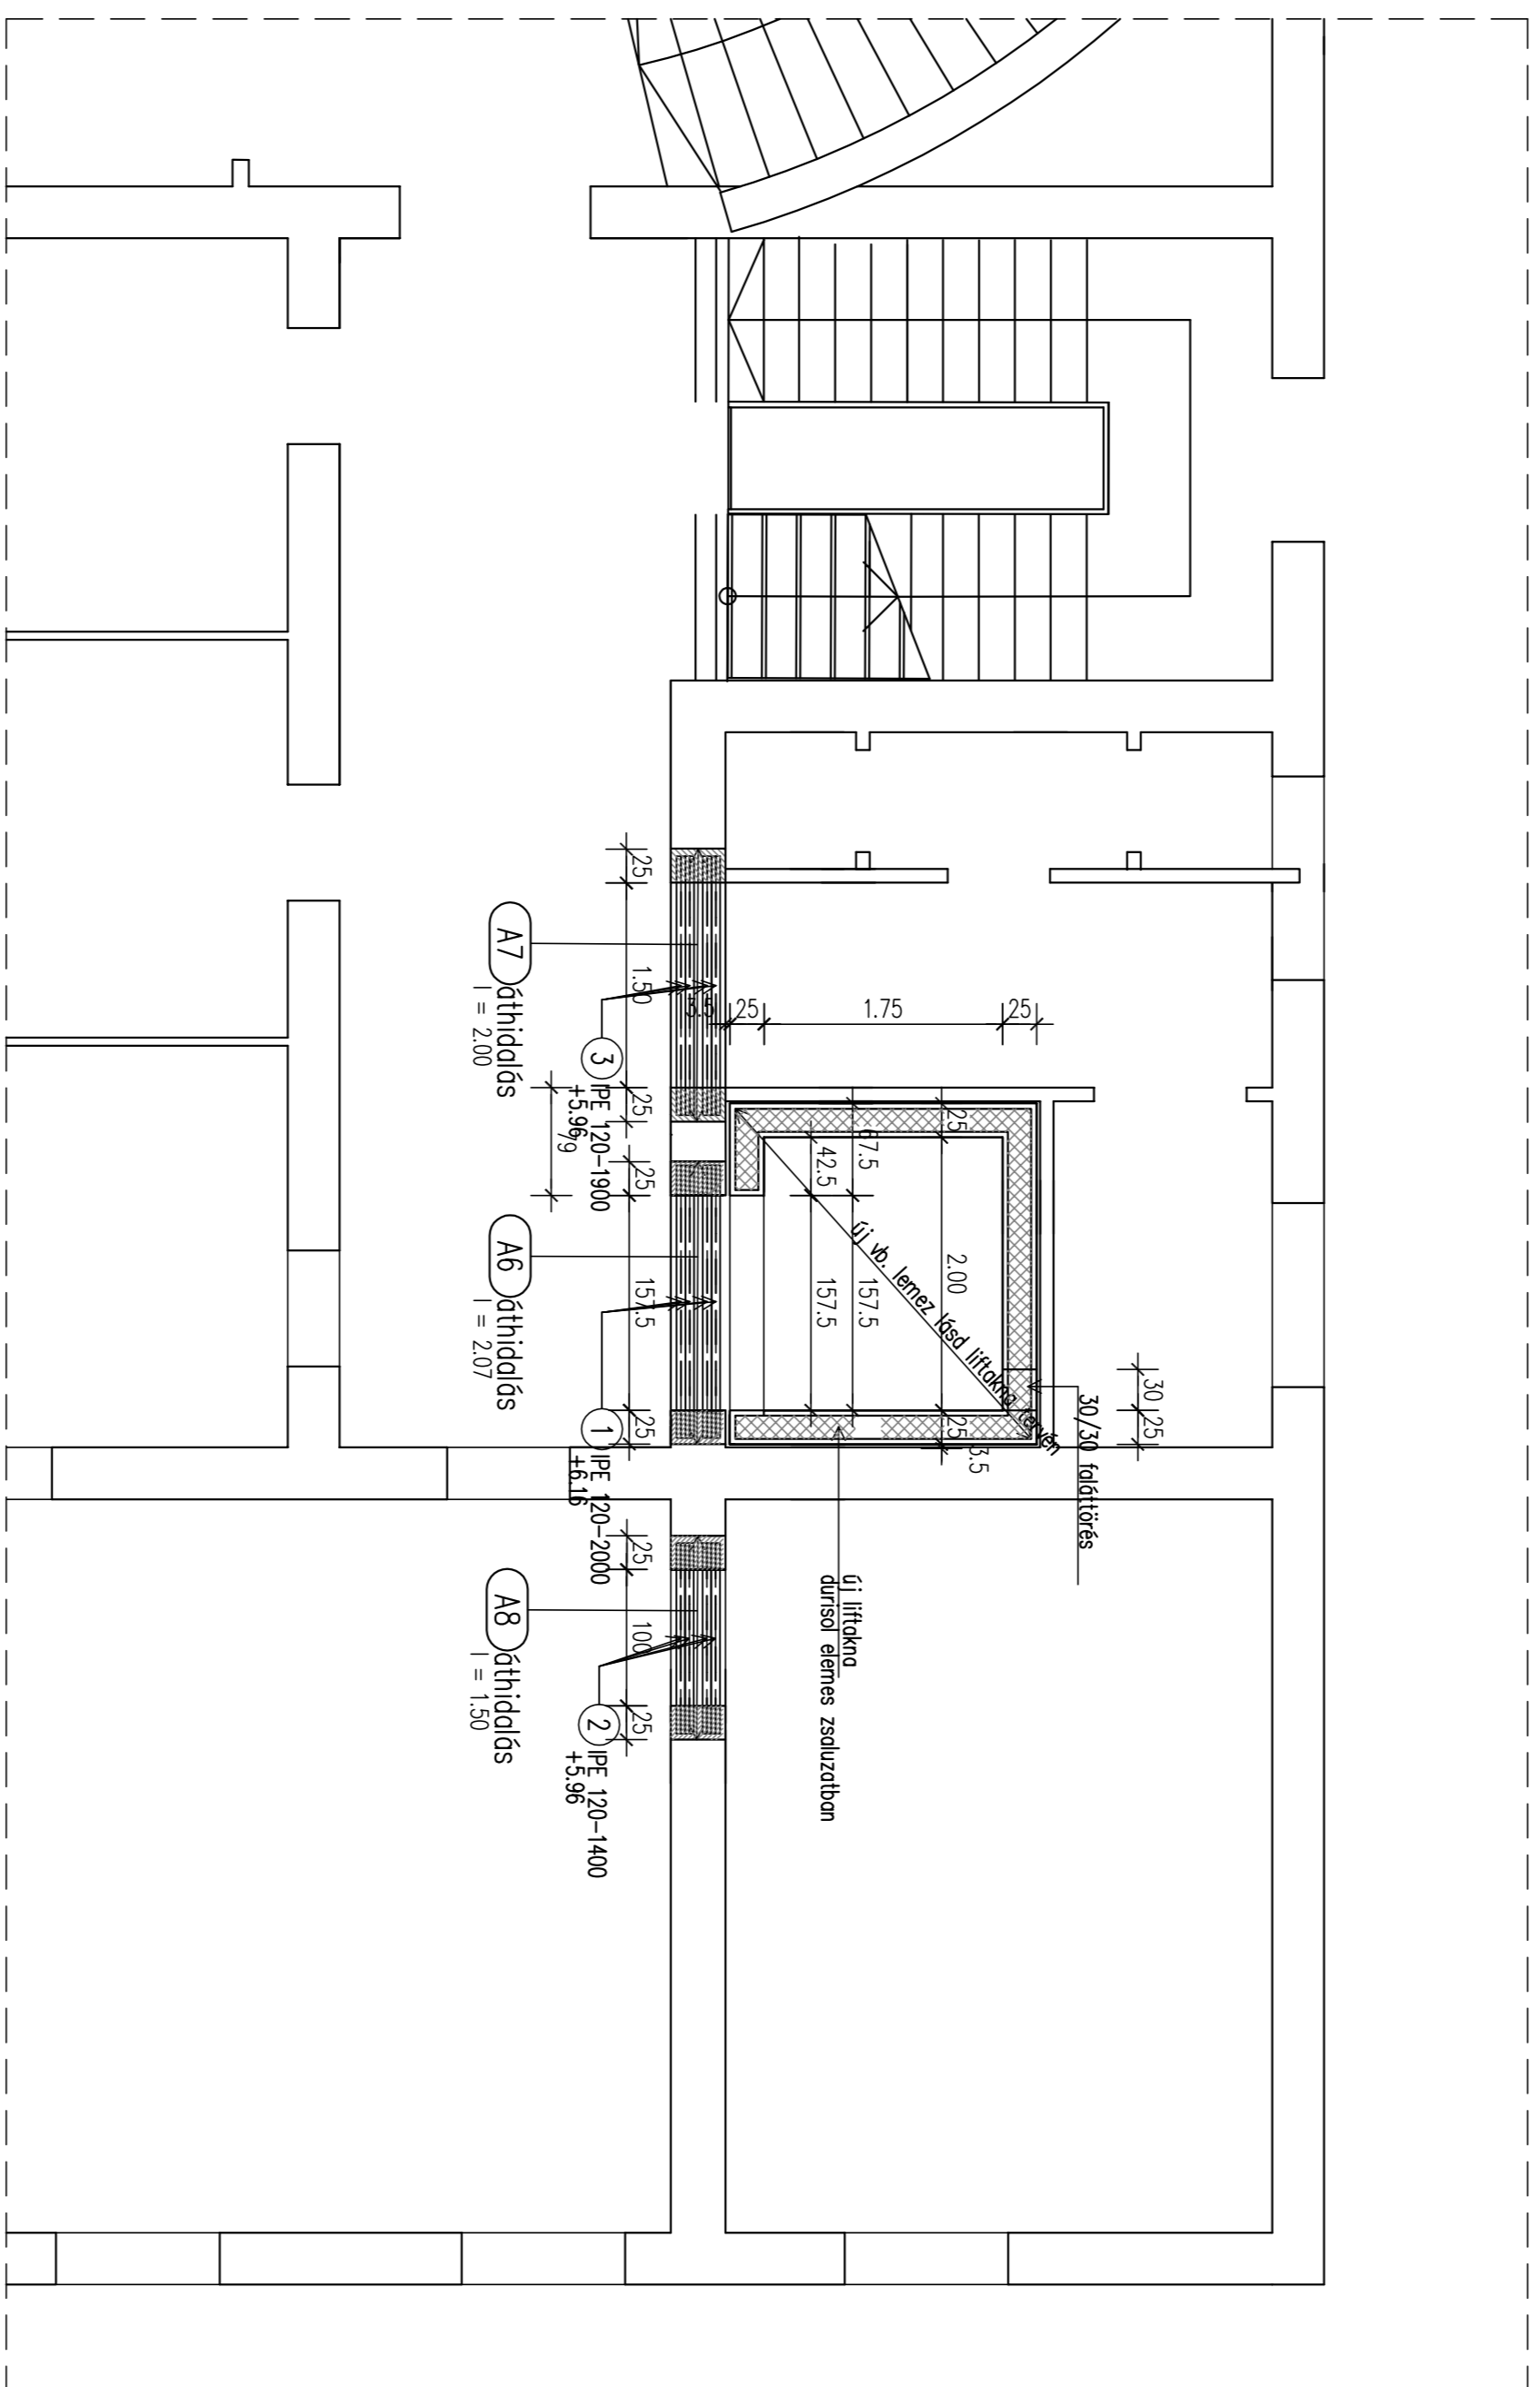 A7
áthidalás
l = 2.00
3
IPE 120-1900
+5.96
25
1.50
25
79
25
157.5
25
A6
áthidalás
l = 2.07
1
IPE 120-2000
+6.16
A8
áthidalás
l = 1.50
2
IPE 120-1400
+5.96
25
100
25
3.5
25
1.75
25
25
67.5
42.5
2.00
157.5
157.5
25
3.5
30
25
új vb. lemez lásd liftakna tervén
30/30 faláttörés
új liftakna
durisol elemes zsaluzatban